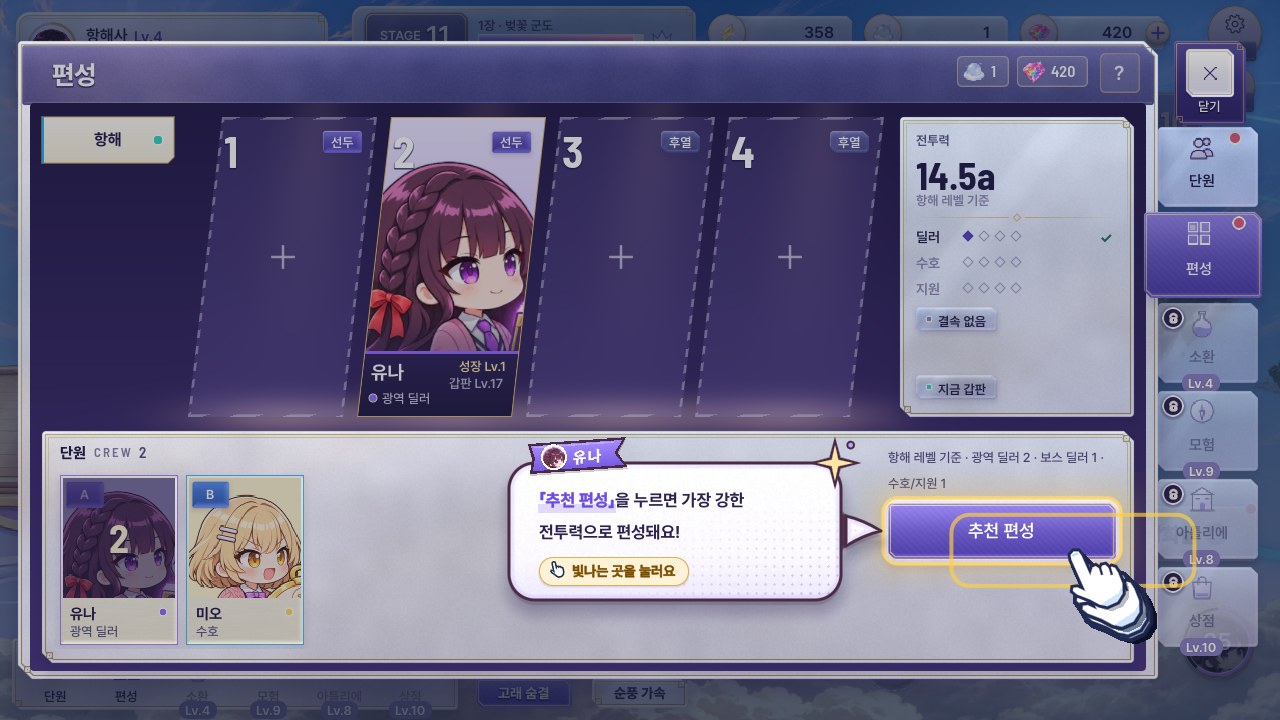 항해사 Lv.4
STAGE 11
1장 · 벚꽃 군도
358
1
420
편성
1
420
?
닫기
항해
1
선두
2
선두
3
후열
4
후열
유나
성장 Lv.1
갑판 Lv.17
광역 딜러
전투력
14.5a
항해 레벨 기준
딜러
수호
지원
결속 없음
지금 갑판
단원
편성
소환
Lv.4
모험
Lv.9
아틀리에
Lv.8
상점
Lv.10
단원 CREW 2
A
2
유나
광역 딜러
B
미오
수호
유나
「추천 편성」을 누르면 가장 강한
전투력으로 편성돼요!
빛나는 곳을 눌러요
항해 레벨 기준 · 광역 딜러 2 · 보스 딜러 1 ·
수호/지원 1
추천 편성
단원
편성
소환
Lv.4
모험
Lv.9
아틀리에
Lv.8
상점
Lv.10
고래 숨결
순풍 가속